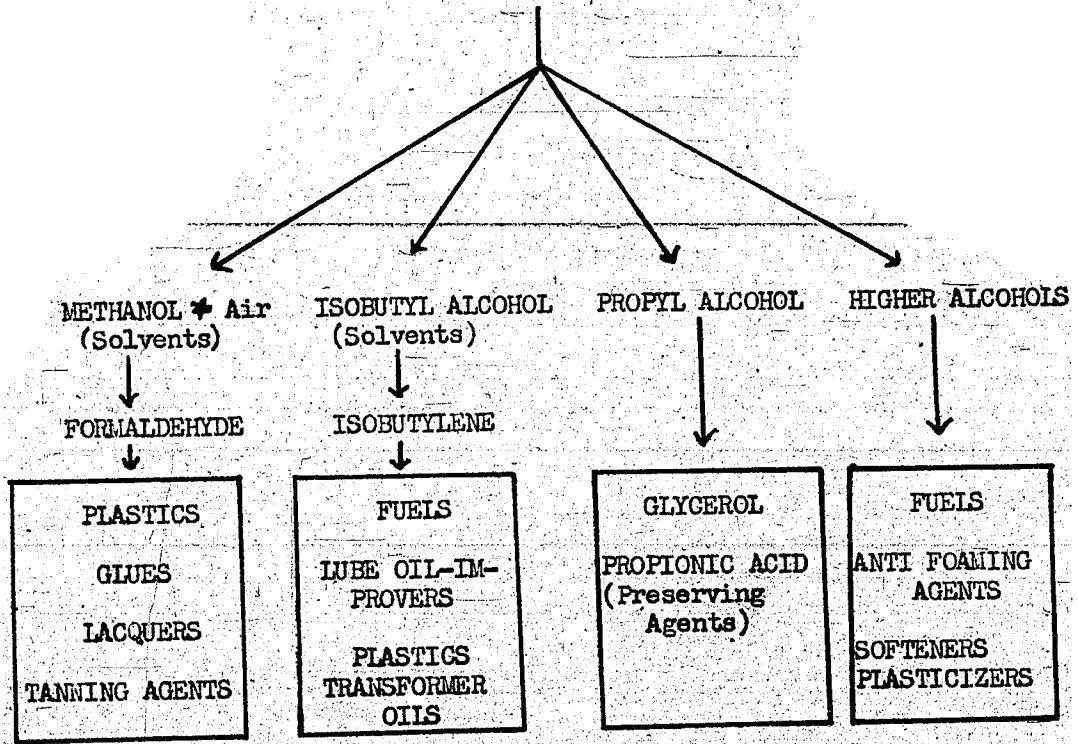 METHANOL + Air
(Solvents)
FORMALDEHYDE
PLASTICS
GLUES
LACQUERS
TANNING AGENTS
ISOBUTYL ALCOHOL
(Solvents)
ISOBUTYLENE
FUELS
LUBE OIL-IM-
PROVERS
PLASTICS
TRANSFORMER
OILS
PROPYL ALCOHOL
GLYCEROL
PROPIONIC ACID
(Preserving
Agents)
HIGHER ALCOHOLS
FUELS
ANTI FOAMING
AGENTS
SOFTENERS
PLASTICIZERS